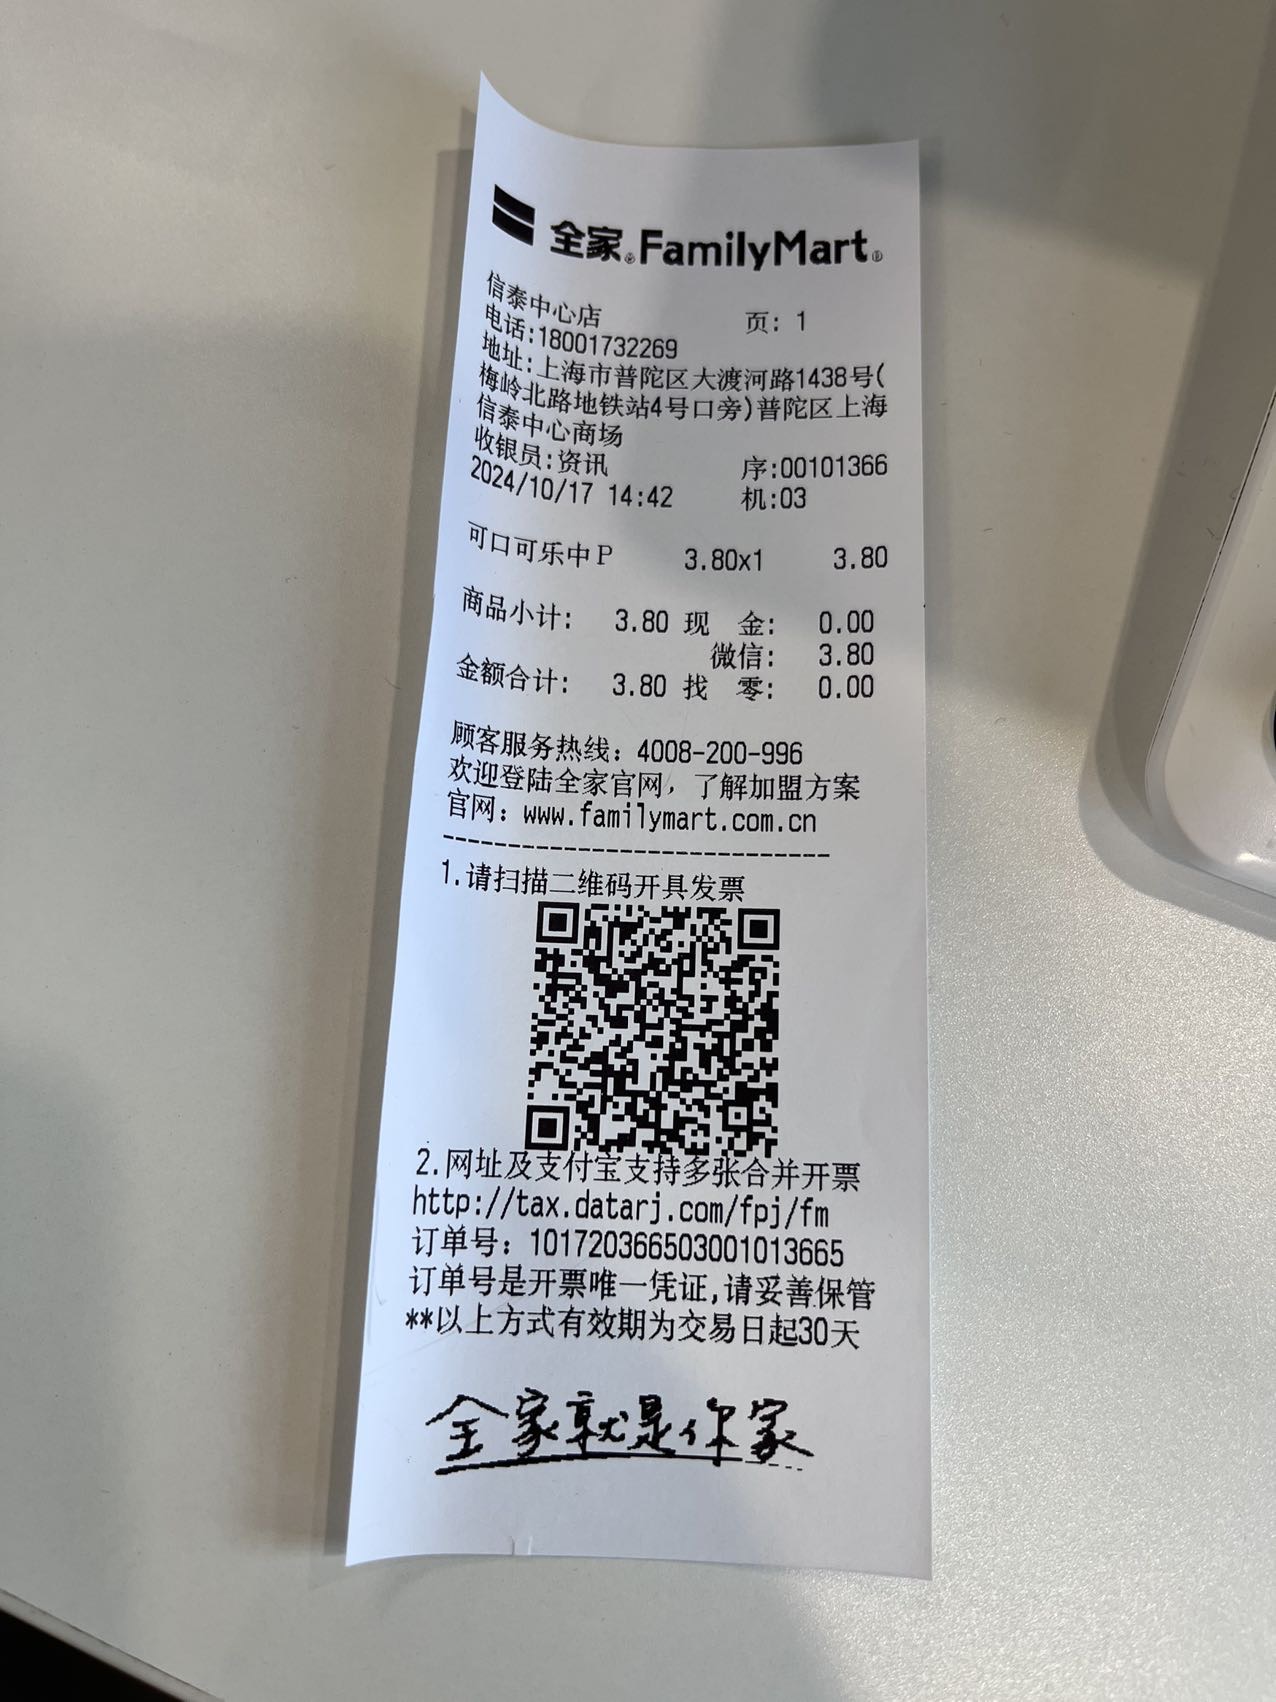 全家®FamilyMart®
信泰中心店 页: 1
电话:18001732269
地址:上海市普陀区大渡河路1438号(
梅岭北路地铁站4号口旁)普陀区上海
信泰中心商场
收银员:资讯 序:00101366
2024/10/17 14:42 机:03
可口可乐中P 3.80x1 3.80
商品小计: 3.80 现 金: 0.00
微信: 3.80
金额合计: 3.80 找 零: 0.00
顾客服务热线: 4008-200-996
欢迎登陆全家官网, 了解加盟方案
官网: www.familymart.com.cn
1.请扫描二维码开具发票
2.网址及支付宝支持多张合并开票
http://tax.datarj.com/fpj/fm
订单号: 101720366503001013665
订单号是开票唯一凭证,请妥善保管
**以上方式有效期为交易日起30天
全家就是你家